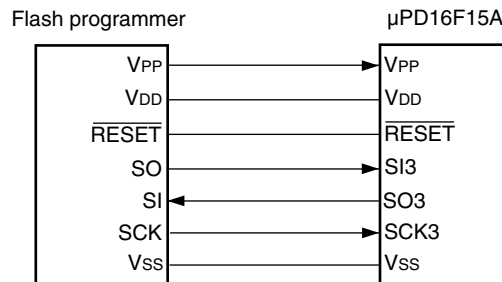 Flash programmer µPD16F15A
VPP VPP
VDD VDD
RESET RESET
SO SI3
SI SO3
SCK SCK3
VSS VSS